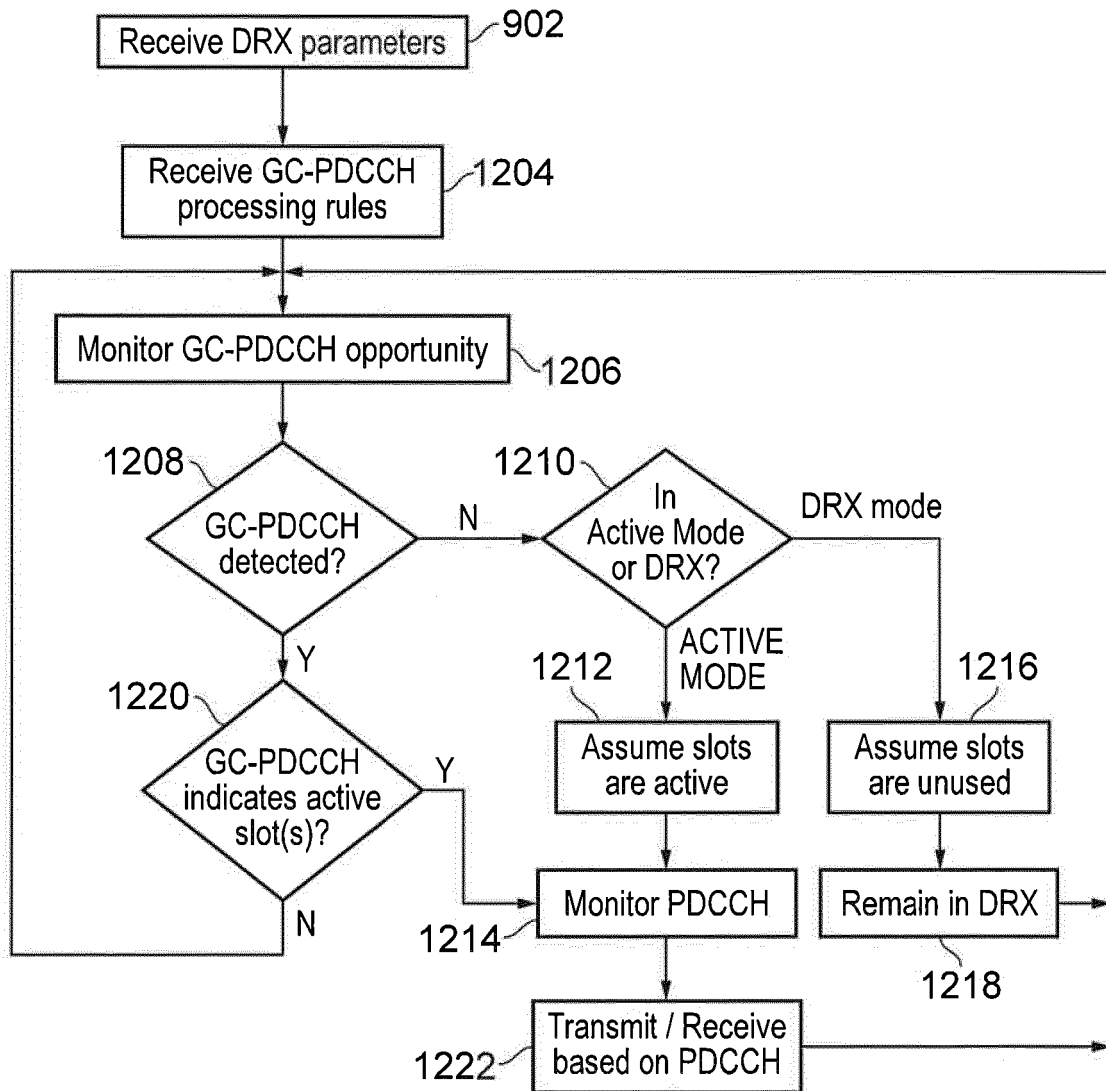 Receive DRX parameters
902
Receive GC-PDCCH
processing rules
1204
Monitor GC-PDCCH opportunity
1206
1208
GC-PDCCH
detected?
N
Y
1210
In
Active Mode
or DRX?
DRX mode
ACTIVE
MODE
1212
Assume slots
are active
1216
Assume slots
are unused
1220
GC-PDCCH
indicates active
slot(s)?
Y
N
Monitor PDCCH
1214
Remain in DRX
1218
Transmit / Receive
based on PDCCH
1222